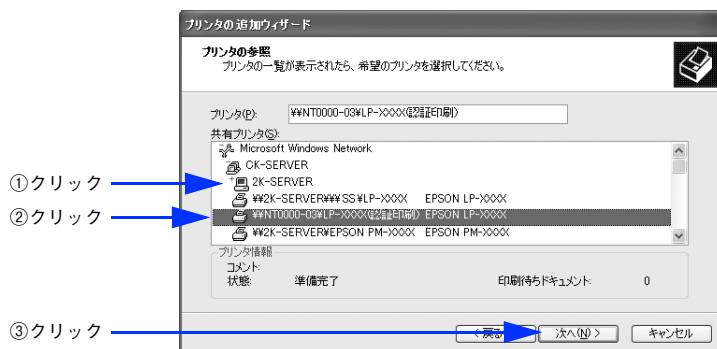 プリンタの追加ウィザード
プリンタの参照
プリンタの一覧が表示されたら、希望のプリンタを選択してください。
プリンタ(P):
¥¥NT0000-03¥LP-XXXX(認証印刷)
共有プリンタ(S):
Microsoft Windows Network
CK-SERVER
①クリック
2K-SERVER
¥¥2K-SERVER¥¥¥SS¥LP-XXXX EPSON LP-XXXX
②クリック
¥¥NT0000-03¥LP-XXXX(認証印刷) EPSON LP-XXXX
¥¥2K-SERVER¥EPSON PM-XXXX EPSON PM-XXXX
プリンタ情報
コメント:
状態: 準備完了 印刷待ちドキュメント: 0
③クリック
< 戻る 次へ(N) > キャンセル